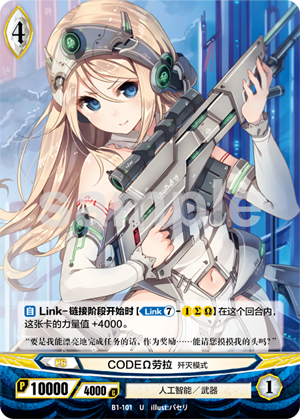 4
Sample
Link-链接阶段开始时【Link 7 - I Σ Ω】在这个回合内，
这张卡的力量值 +4000。
“要是我能漂亮地完成任务的话，作为奖励……能请您摸摸我的头吗？”
CODEΩ劳拉 歼灭模式
P 10000 4000 G 人工智能／武器 1
B1-101 U illust:パセリ